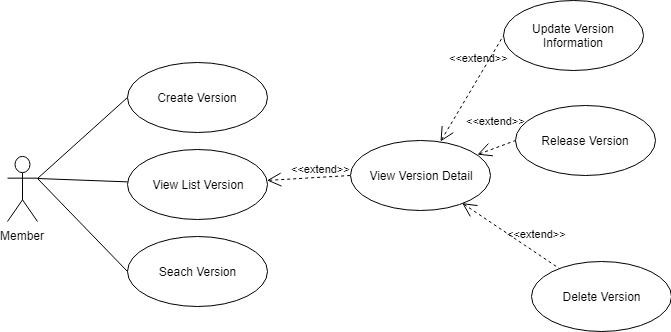 Update Version
Information
<<extend>>
Create Version
<<extend>>
Release Version
<<extend>>
View List Version
View Version Detail
Member
<<extend>>
Seach Version
Delete Version